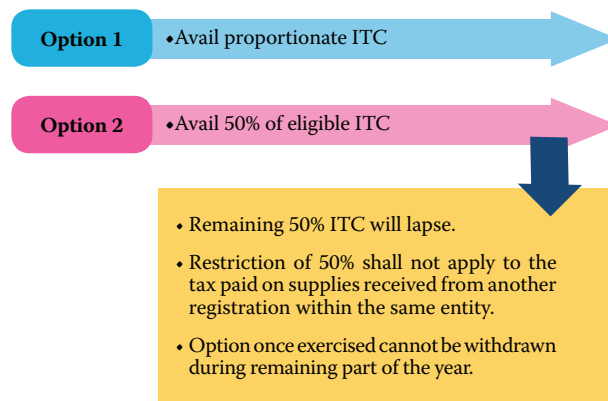 Option 1 •Avail proportionate ITC
Option 2 •Avail 50% of eligible ITC
• Remaining 50% ITC will lapse.
• Restriction of 50% shall not apply to the
tax paid on supplies received from another
registration within the same entity.
• Option once exercised cannot be withdrawn
during remaining part of the year.